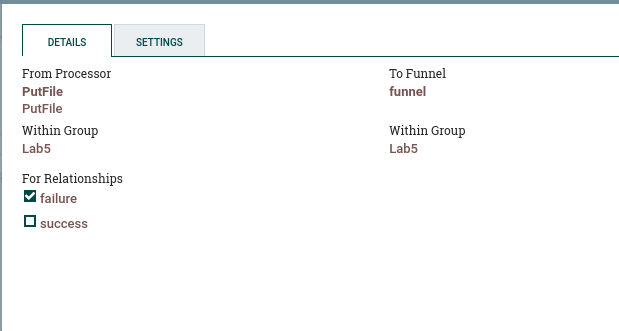 DETAILS
SETTINGS
From Processor
PutFile
PutFile
Within Group
Lab5
To Funnel
funnel
Within Group
Lab5
For Relationships
failure
success